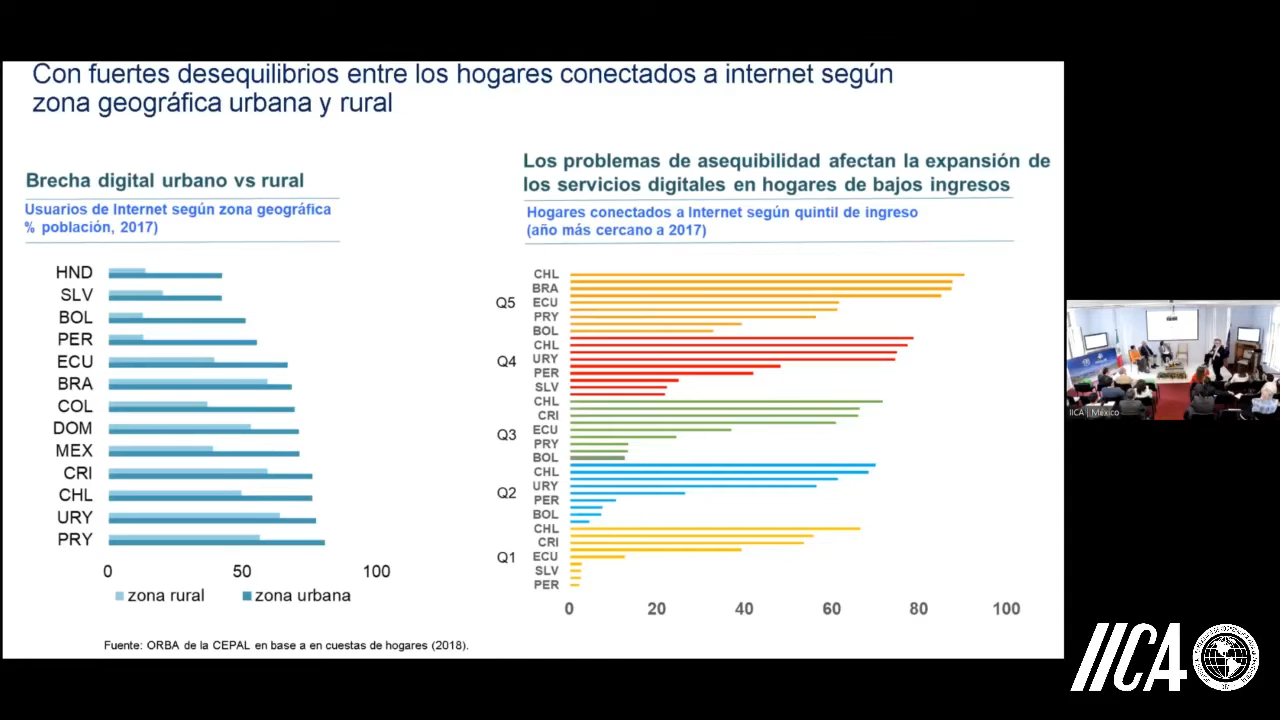 Con fuertes desequilibrios entre los hogares conectados a internet según
zona geográfica urbana y rural
Brecha digital urbano vs rural
Usuarios de Internet según zona geográfica
% población, 2017)
HND
SLV
BOL
PER
ECU
BRA
COL
DOM
MEX
CRI
CHL
URY
PRY
0 50 100
zona rural zona urbana
Los problemas de asequibilidad afectan la expansión de
los servicios digitales en hogares de bajos ingresos
Hogares conectados a Internet según quintil de ingreso
(año más cercano a 2017)
Q5
CHL
BRA
ECU
PRY
BOL
Q4
CHL
URY
PER
SLV
Q3
CHL
CRI
ECU
PRY
BOL
Q2
CHL
URY
PER
BOL
Q1
CHL
CRI
ECU
SLV
PER
0 20 40 60 80 100
Fuente: ORBA de la CEPAL en base a en cuestas de hogares (2018).
IICA | México
IICA